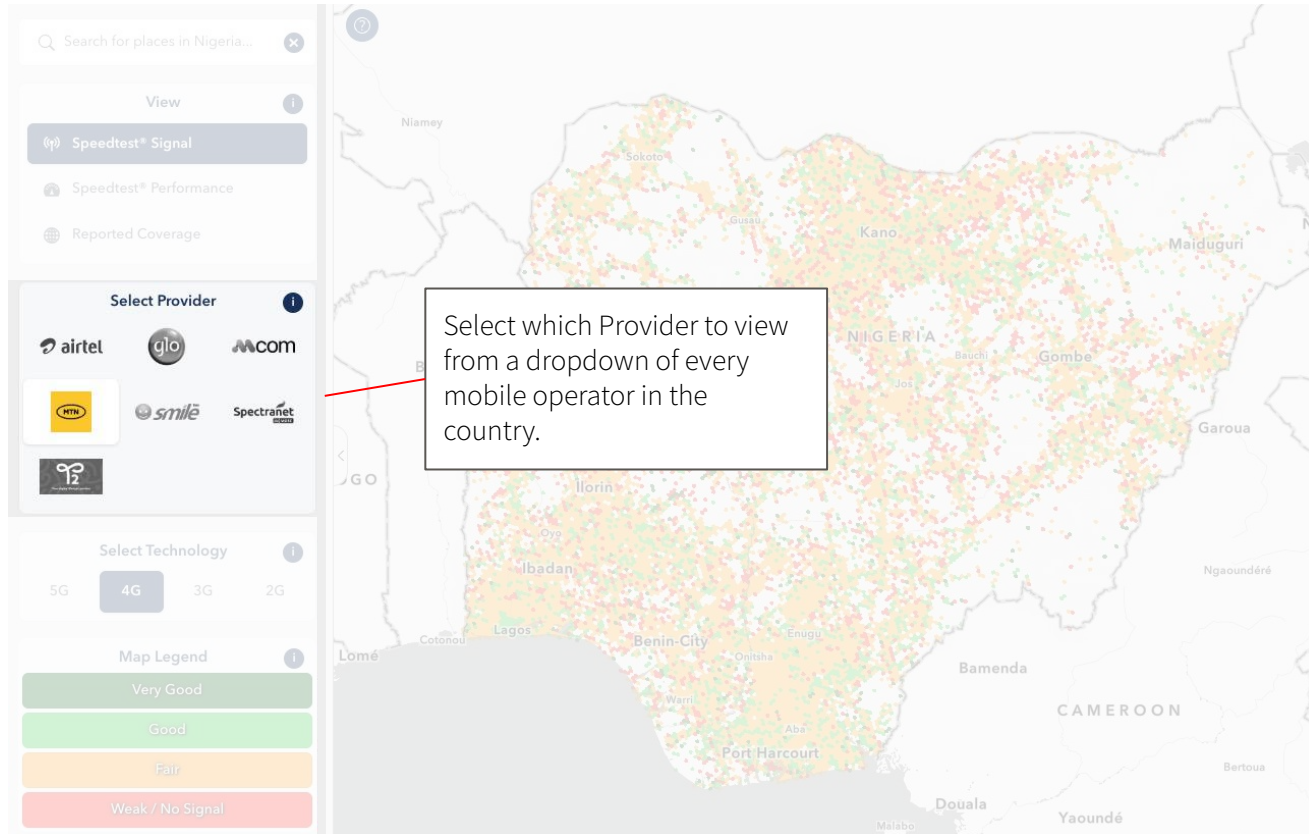 Search for places in Nigeria...
View
Speedtest® Signal
Speedtest® Performance
Reported Coverage
Select Provider
airtel
glo
mcom
MTN
smile
Spectranet
Select Technology
5G 4G 3G 2G
Map Legend
Very Good
Good
Fair
Weak / No Signal
Select which Provider to view
from a dropdown of every
mobile operator in the
country.
Niamey
Sokoto
Gusau
Kano
Maiduguri
NIGERIA
Bauchi
Gombe
Jos
Garoua
GO
Ilorin
Oyo
Ibadan
Ngaoundéré
Lagos
Cotonou
Lomé
Benin-City
Enugu
Onitsha
Bamenda
Warri
CAMEROON
Aba
Port Harcourt
Bertoua
Douala
Yaoundé
Malabo